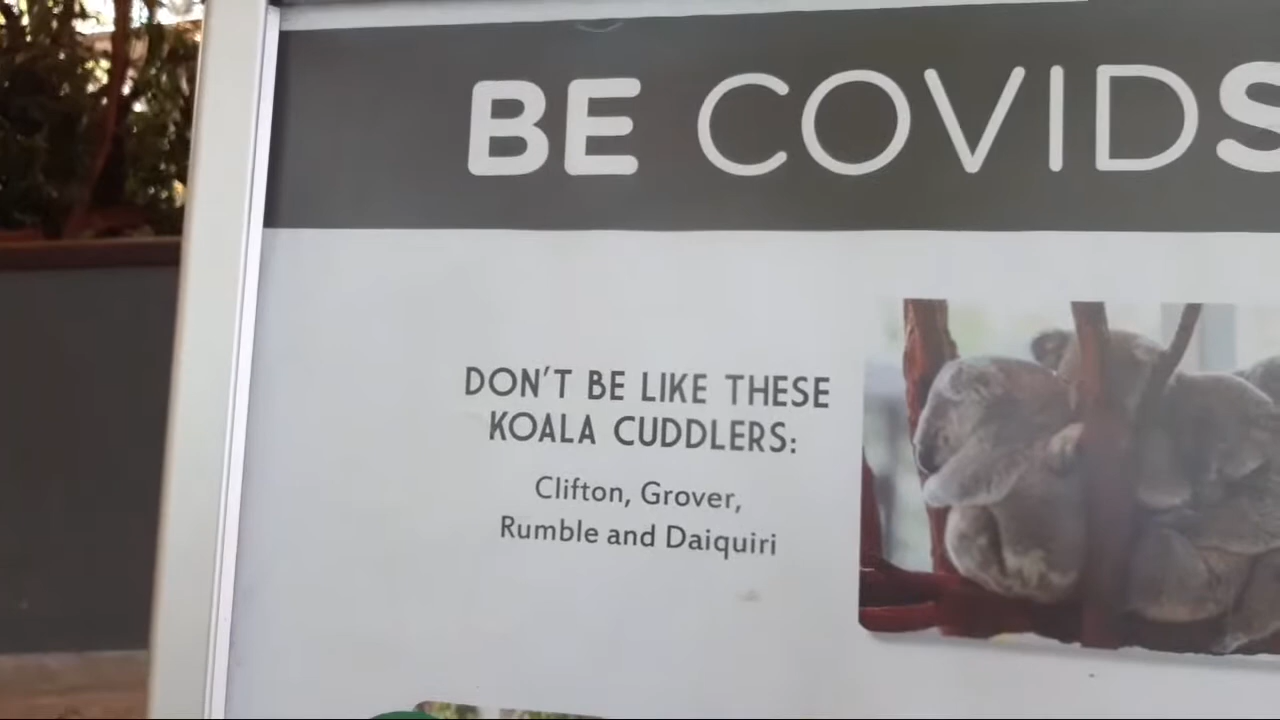 BE COVIDS
DON'T BE LIKE THESE
KOALA CUDDLERS:
Clifton, Grover,
Rumble and Daiquiri